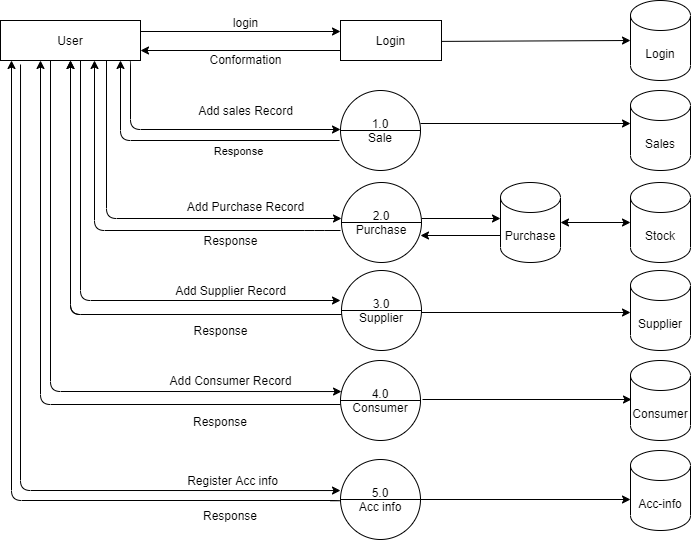 login
User
Login
Conformation
Login
Add sales Record
1.0
Sale
Sales
Response
Add Purchase Record
2.0
Purchase
Purchase
Stock
Response
Add Supplier Record
3.0
Supplier
Supplier
Response
Add Consumer Record
4.0
Consumer
Consumer
Response
Register Acc info
5.0
Acc info
Acc-info
Response